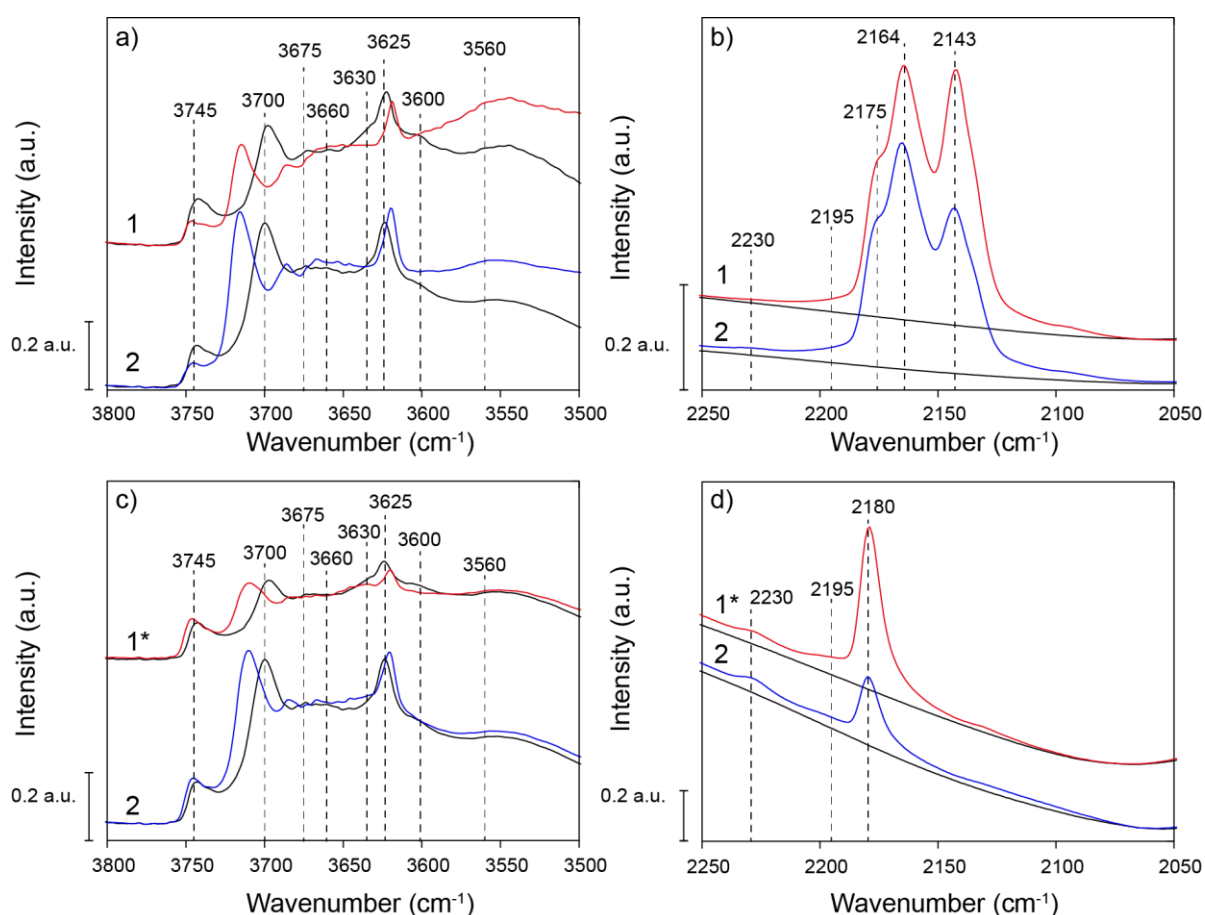 a)
3675
3625
3560
3745
3700
3630
3660
3600
1
2
0.2 a.u.
Intensity (a.u.)
3800 3750 3700 3650 3600 3550 3500
Wavenumber (cm-1)
b)
2164
2143
2175
2195
2230
1
2
0.2 a.u.
Intensity (a.u.)
2250 2200 2150 2100 2050
Wavenumber (cm-1)
c)
3625
3675
3630
3745
3700
3660
3600
3560
1*
2
0.2 a.u.
Intensity (a.u.)
3800 3750 3700 3650 3600 3550 3500
Wavenumber (cm-1)
d)
2180
1*
2230
2195
2
0.2 a.u.
Intensity (a.u.)
2250 2200 2150 2100 2050
Wavenumber (cm-1)